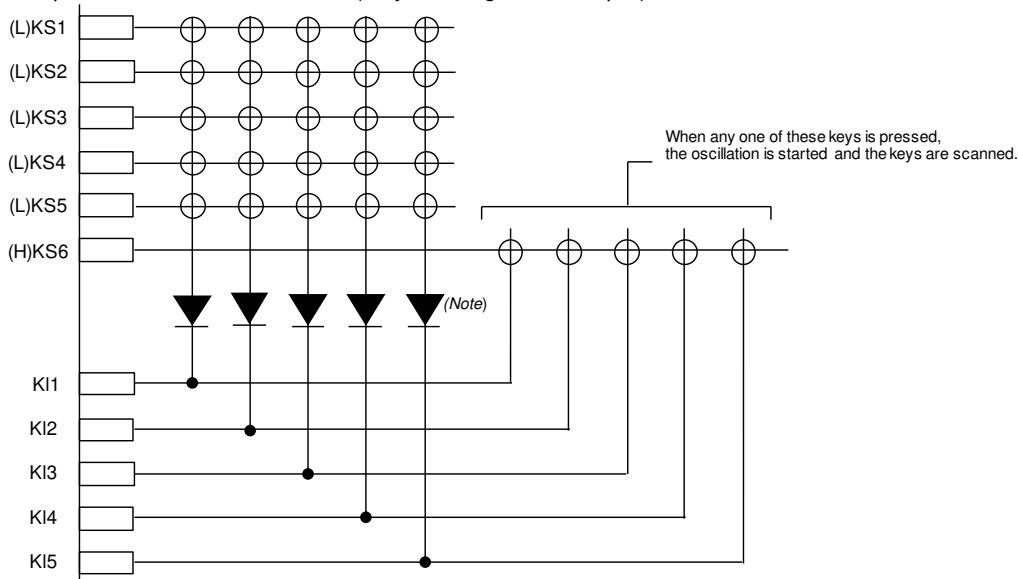 (L)KS1
(L)KS2
(L)KS3
(L)KS4
When any one of these keys is pressed,
the oscillation is started and the keys are scanned.
(L)KS5
(H)KS6
(Note)
KI1
KI2
KI3
KI4
KI5